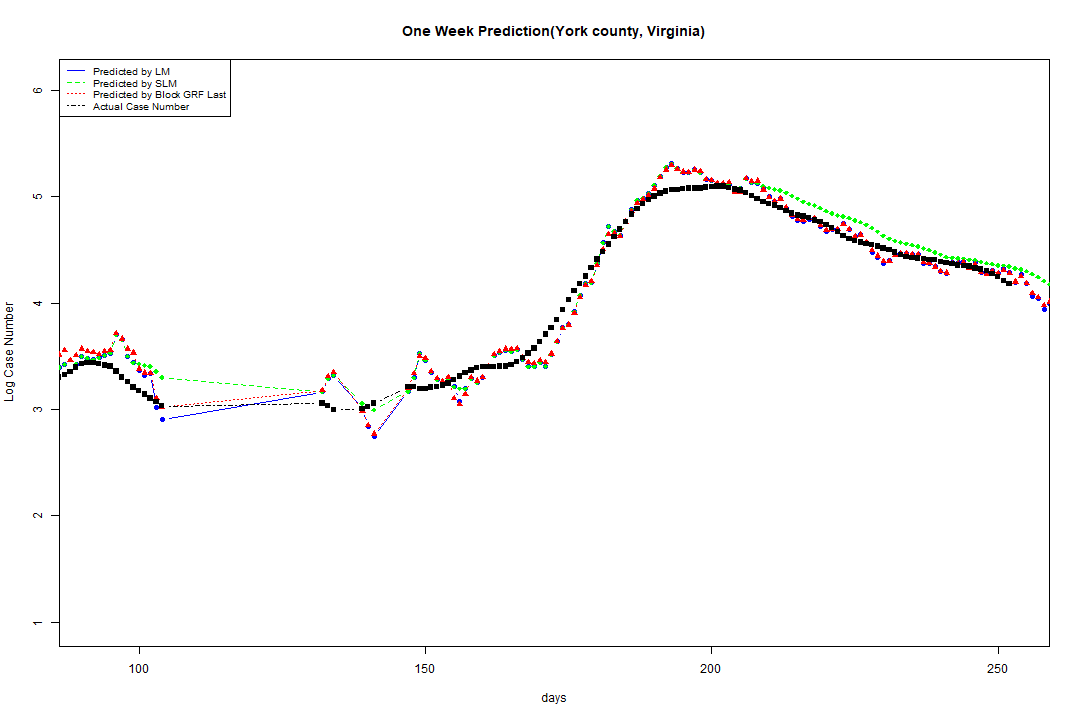 One Week Prediction(York county, Virginia)
Predicted by LM
Predicted by SLM
Predicted by Block GRF Last
Actual Case Number
6
5
4
3
2
1
Log Case Number
100 150 200 250
days